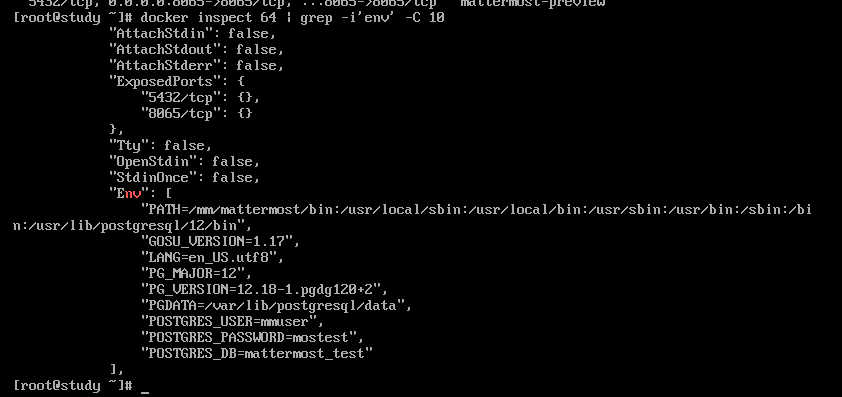 5432/tcp, 0.0.0.0:8065->8065/tcp, ...8065->8065/tcp   mattermost-preview
[root@study ~]# docker inspect 64 | grep -i'env' -C 10
            "AttachStdin": false,
            "AttachStdout": false,
            "AttachStderr": false,
            "ExposedPorts": {
                "5432/tcp": {},
                "8065/tcp": {}
            },
            "Tty": false,
            "OpenStdin": false,
            "StdinOnce": false,
            "Env": [
                "PATH=/mm/mattermost/bin:/usr/local/sbin:/usr/local/bin:/usr/sbin:/usr/bin:/sbin:/bi
n:/usr/lib/postgresql/12/bin",
                "GOSU_VERSION=1.17",
                "LANG=en_US.utf8",
                "PG_MAJOR=12",
                "PG_VERSION=12.18-1.pgdg120+2",
                "PGDATA=/var/lib/postgresql/data",
                "POSTGRES_USER=mmuser",
                "POSTGRES_PASSWORD=mostest",
                "POSTGRES_DB=mattermost_test"
            ],
[root@study ~]# _